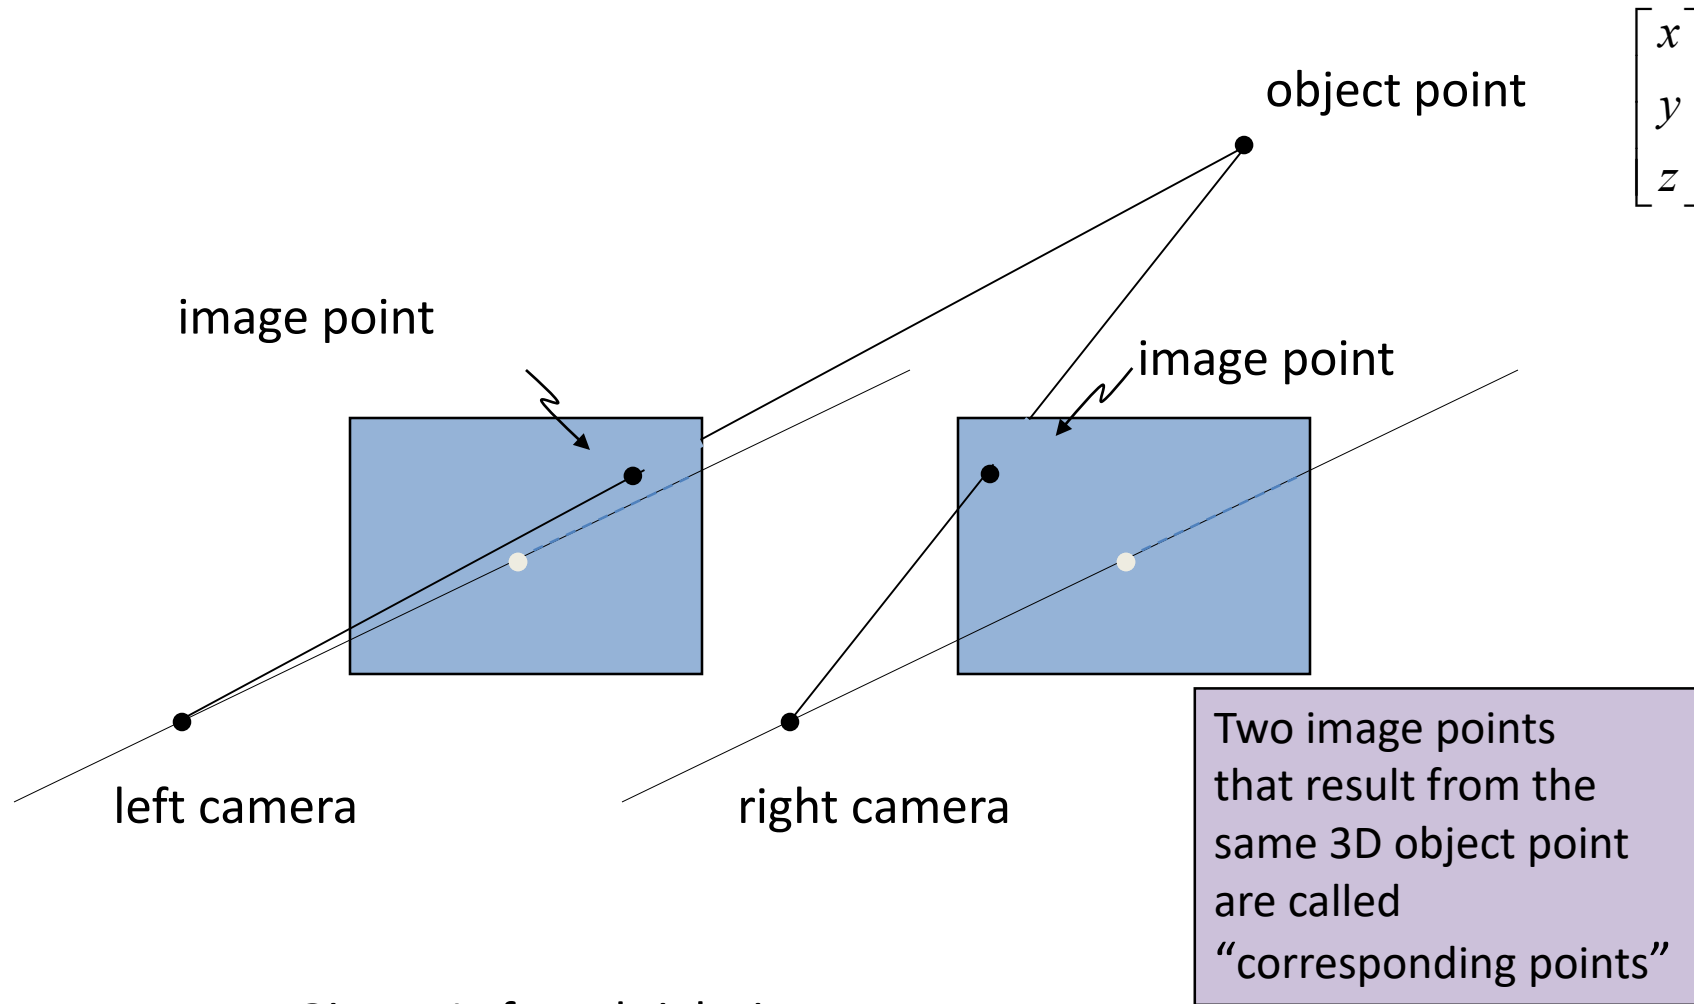 x
object point
y
z
image point
image point
left camera
right camera
Two image points
that result from the
same 3D object point
are called
“corresponding points”